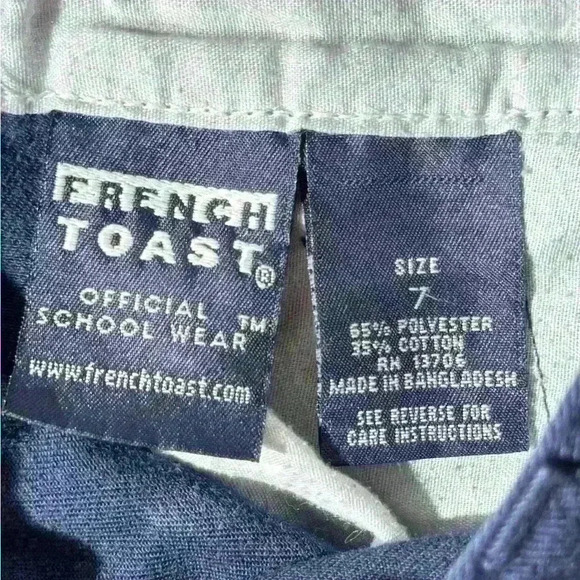 FRENCH
TOAST®
OFFICIAL
SCHOOL WEAR™
www.frenchtoast.com
SIZE
7
65% POLYESTER
35% COTTON
RN 13706
MADE IN BANGLADESH
SEE REVERSE FOR
CARE INSTRUCTIONS